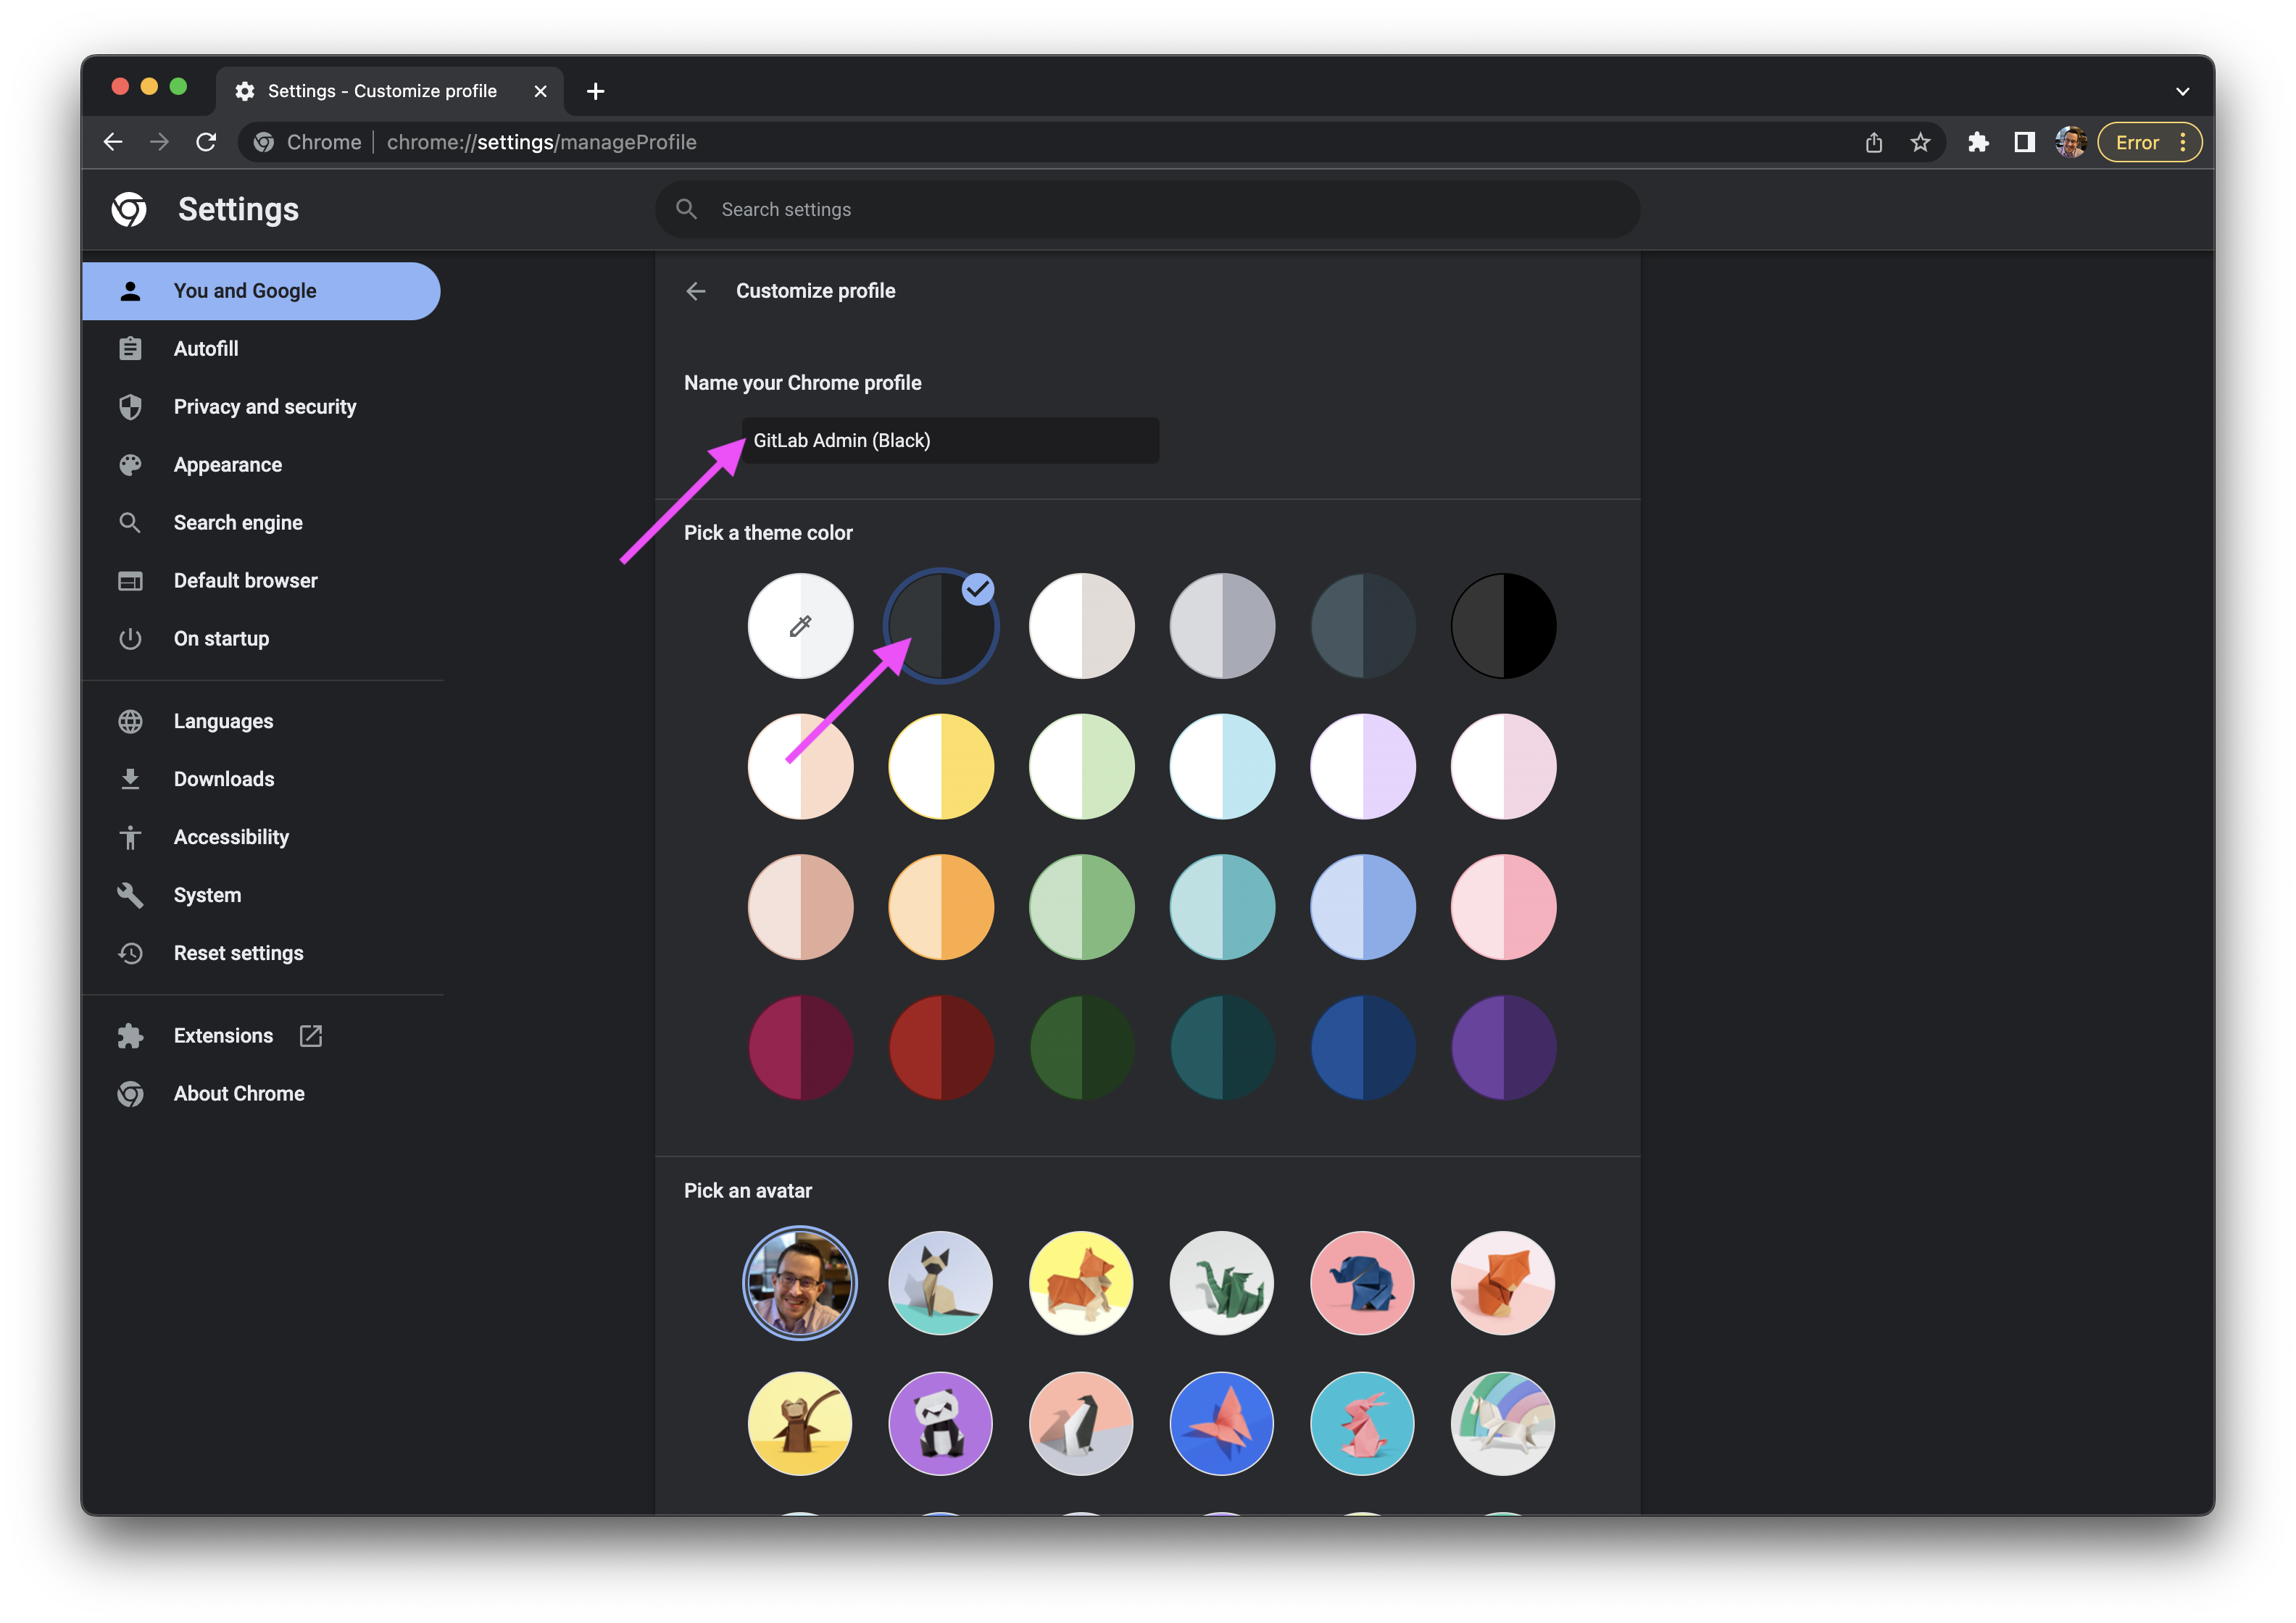 Settings - Customize profile
Chrome chrome://settings/manageProfile
Error
Settings
Search settings
You and Google
Autofill
Privacy and security
Appearance
Search engine
Default browser
On startup
Languages
Downloads
Accessibility
System
Reset settings
Extensions
About Chrome
Customize profile
Name your Chrome profile
GitLab Admin (Black)
Pick a theme color
Pick an avatar